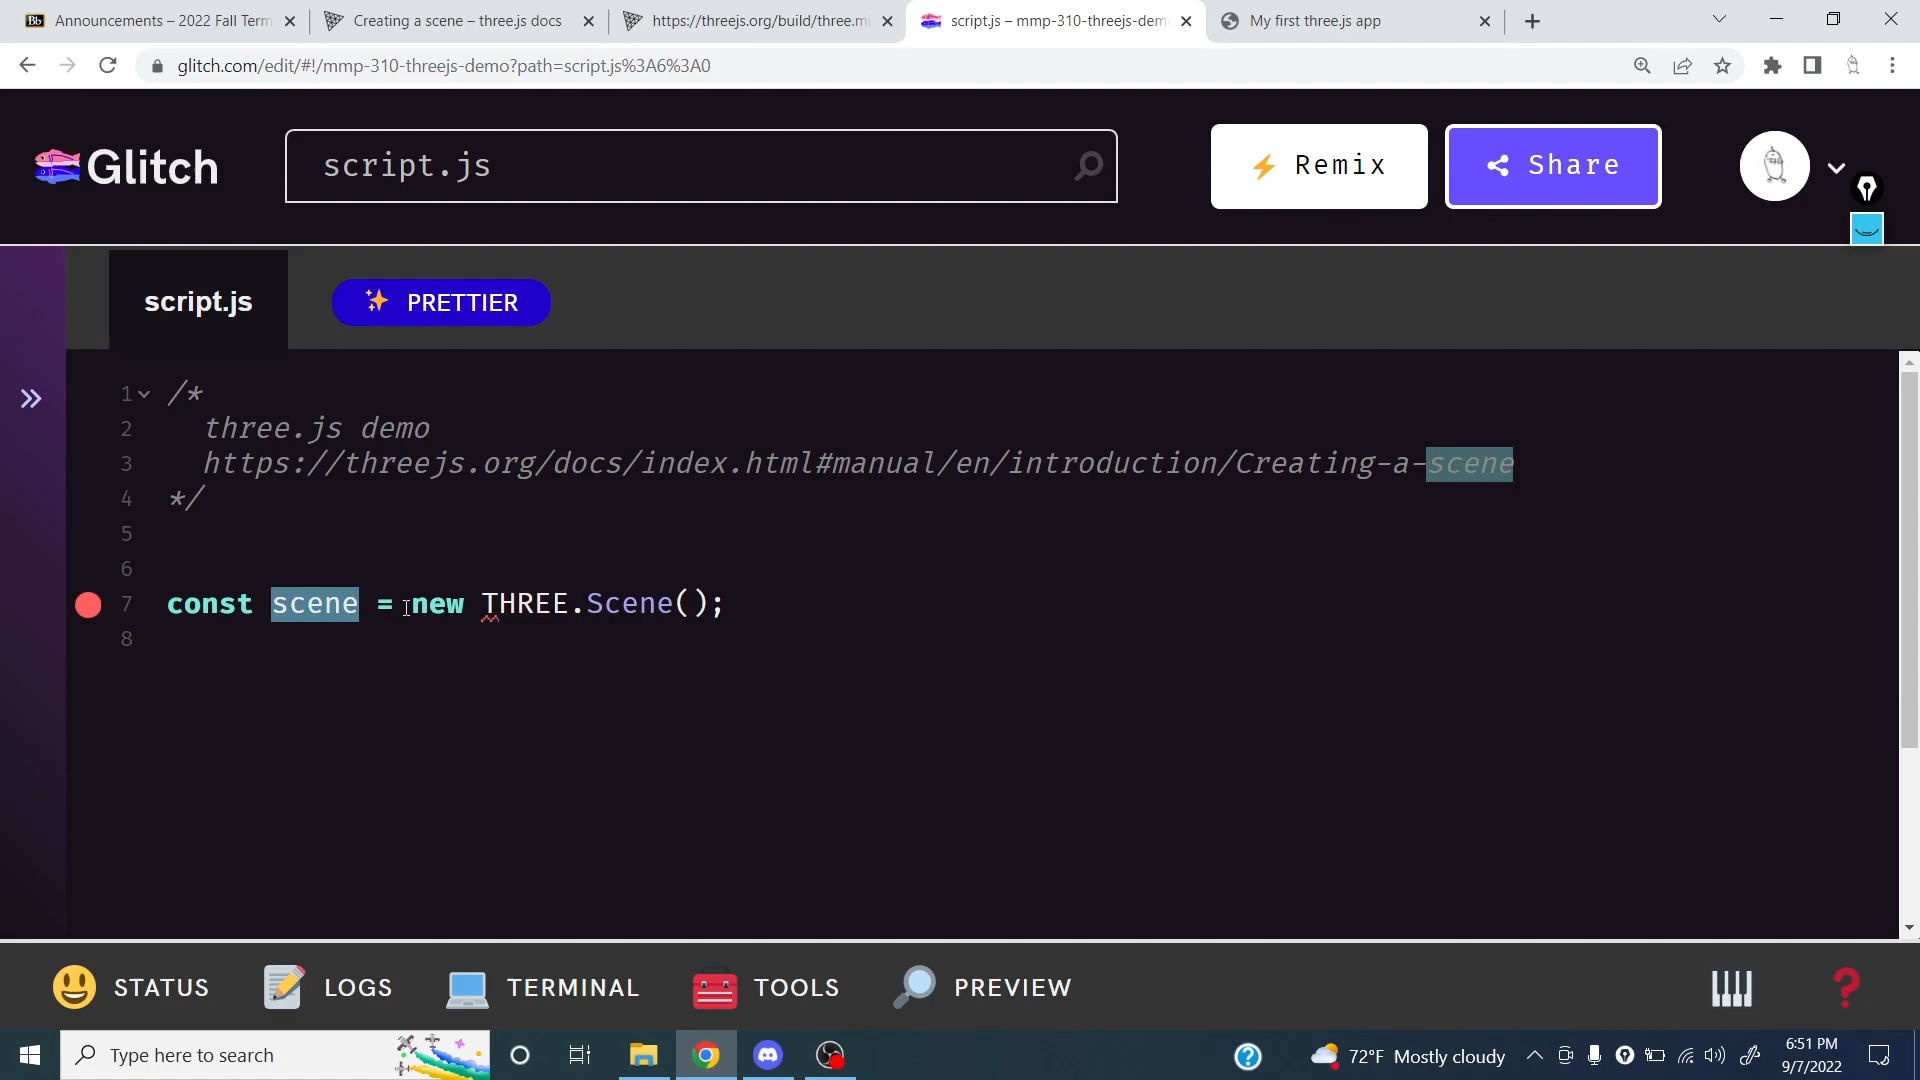 Announcements – 2022 Fall Term
Creating a scene – three.js docs
https://threejs.org/build/three.m
script.js – mmp-310-threejs-dem
My first three.js app
glitch.com/edit/#!/mmp-310-threejs-demo?path=script.js%3A6%3A0
Glitch
script.js
Remix
Share
script.js
PRETTIER
1 /*
2 three.js demo
3 https://threejs.org/docs/index.html#manual/en/introduction/Creating-a-scene
4 */
5
6
7 const scene = new THREE.Scene();
8
STATUS
LOGS
TERMINAL
TOOLS
PREVIEW
?
Type here to search
?
72°F Mostly cloudy
6:51 PM
9/7/2022